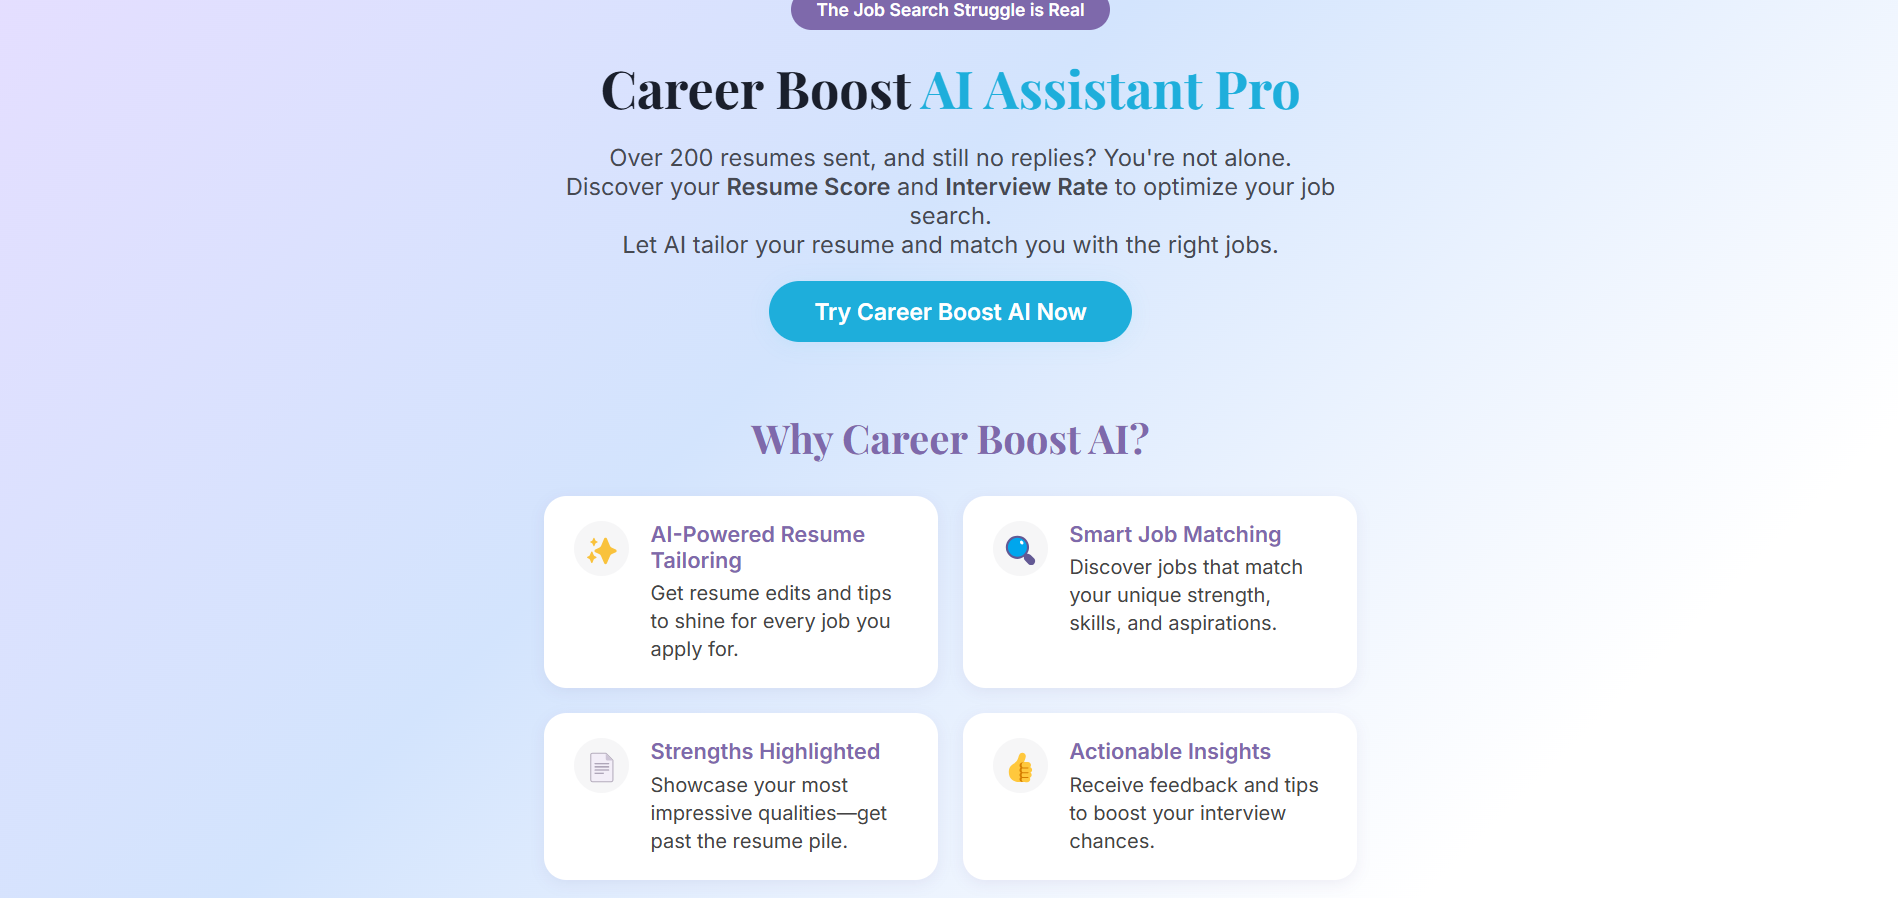 The Job Search Struggle is Real
Career Boost AI Assistant Pro
Over 200 resumes sent, and still no replies? You're not alone.
Discover your Resume Score and Interview Rate to optimize your job
search.
Let AI tailor your resume and match you with the right jobs.
Try Career Boost AI Now
Why Career Boost AI?
AI-Powered Resume
Tailoring
Get resume edits and tips
to shine for every job you
apply for.
Smart Job Matching
Discover jobs that match
your unique strength,
skills, and aspirations.
Strengths Highlighted
Showcase your most
impressive qualities—get
past the resume pile.
Actionable Insights
Receive feedback and tips
to boost your interview
chances.